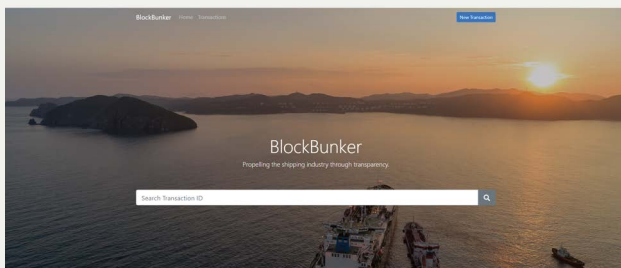 BlockBunker Home Transactions New Transaction
BlockBunker
Propelling the shipping industry through transparency.
Search Transaction ID